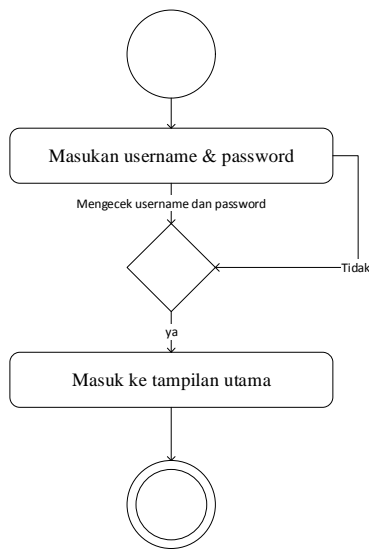 Masukan username & password
Mengecek username dan password
Tidak
ya
Masuk ke tampilan utama